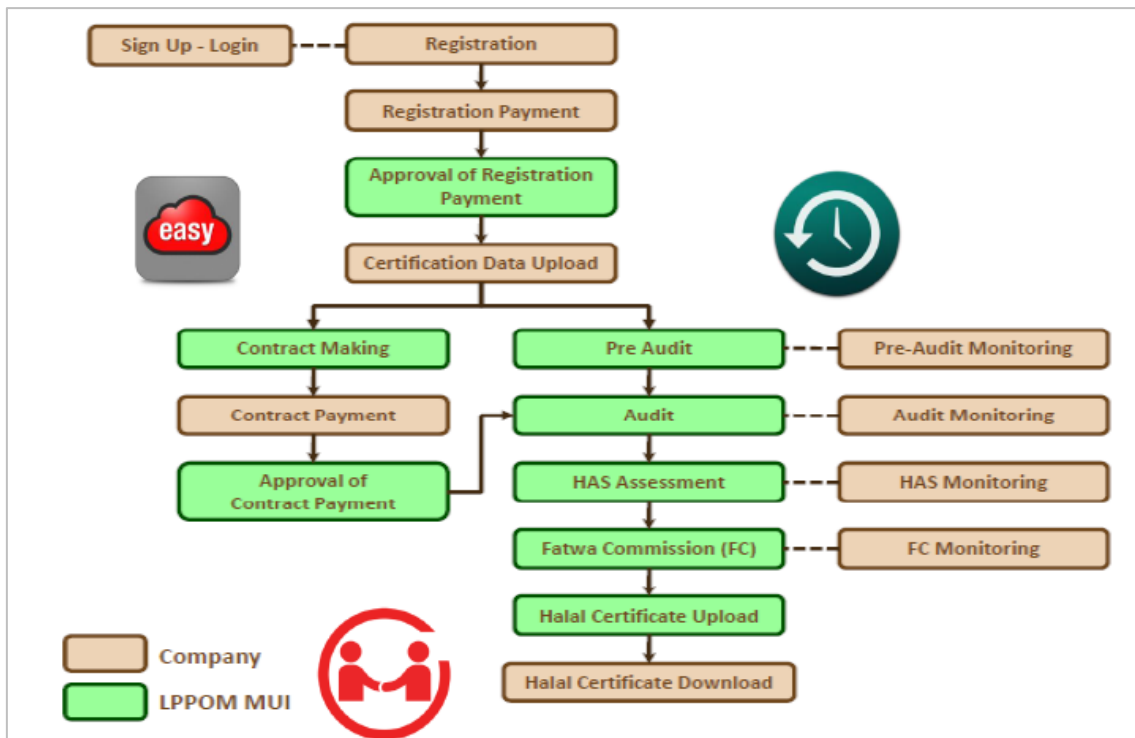 Sign Up - Login
Registration
Registration Payment
Approval of Registration
Payment
easy
Certification Data Upload
Contract Making
Pre Audit
Pre-Audit Monitoring
Contract Payment
Audit
Audit Monitoring
Approval of
Contract Payment
HAS Assessment
HAS Monitoring
Fatwa Commission (FC)
FC Monitoring
Halal Certificate Upload
Company
Halal Certificate Download
LPPOM MUI